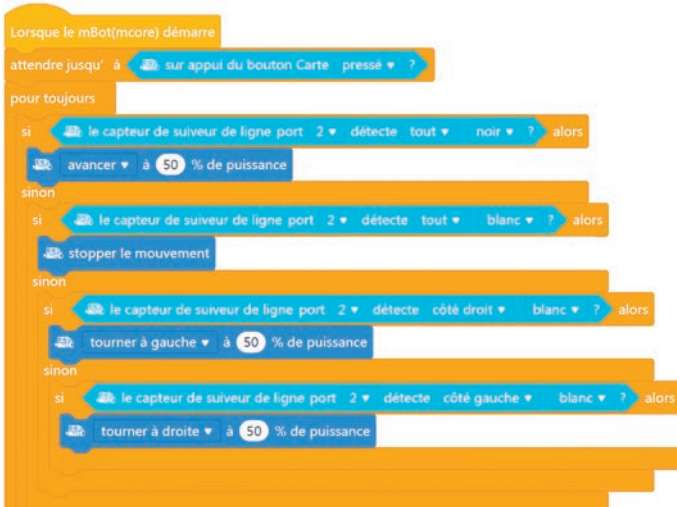 Lorsque le mBot(mcore) démarre
attendre jusqu' à sur appui du bouton Carte pressé ?
pour toujours
si le capteur de suiveur de ligne port 2 détecte tout noir ? alors
avancer à 50 % de puissance
sinon
si le capteur de suiveur de ligne port 2 détecte tout blanc ? alors
stopper le mouvement
sinon
si le capteur de suiveur de ligne port 2 détecte côté droit blanc ? alors
tourner à gauche à 50 % de puissance
sinon
si le capteur de suiveur de ligne port 2 détecte côté gauche blanc ? alors
tourner à droite à 50 % de puissance